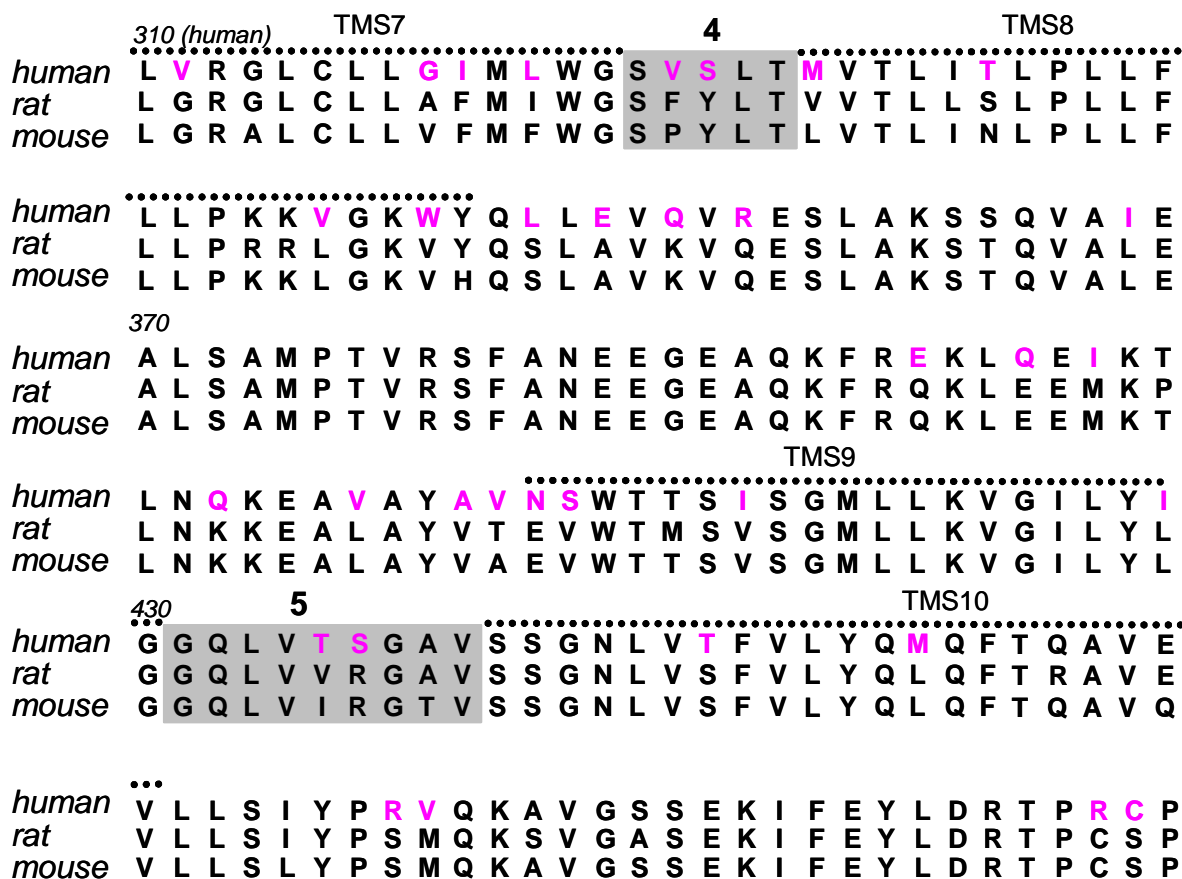 310 (human) TMS7 4 TMS8
human L V R G L C L L G I M L W G S V S L T M V T L I T L P L L F
rat L G R G L C L L A F M I W G S F Y L T V V T L L S L P L L F
mouse L G R A L C L L V F M F W G S P Y L T L V T L I N L P L L F
human L L P K K V G K W Y Q L L E V Q V R E S L A K S S Q V A I E
rat L L P R R L G K V Y Q S L A V K V Q E S L A K S T Q V A L E
mouse L L P K K L G K V H Q S L A V K V Q E S L A K S T Q V A L E
370
human A L S A M P T V R S F A N E E G E A Q K F R E K L Q E I K T
rat A L S A M P T V R S F A N E E G E A Q K F R Q K L E E M K P
mouse A L S A M P T V R S F A N E E G E A Q K F R Q K L E E M K T
TMS9
human L N Q K E A V A Y A V N S W T T S I S G M L L K V G I L Y I
rat L N K K E A L A Y V T E V W T M S V S G M L L K V G I L Y L
mouse L N K K E A L A Y V A E V W T T S V S G M L L K V G I L Y L
430 5 TMS10
human G G Q L V T S G A V S S G N L V T F V L Y Q M Q F T Q A V E
rat G G Q L V V R G A V S S G N L V S F V L Y Q L Q F T R A V E
mouse G G Q L V I R G T V S S G N L V S F V L Y Q L Q F T Q A V Q
human V L L S I Y P R V Q K A V G S S E K I F E Y L D R T P R C P
rat V L L S I Y P S M Q K S V G A S E K I F E Y L D R T P C S P
mouse V L L S L Y P S M Q K A V G S S E K I F E Y L D R T P C S P